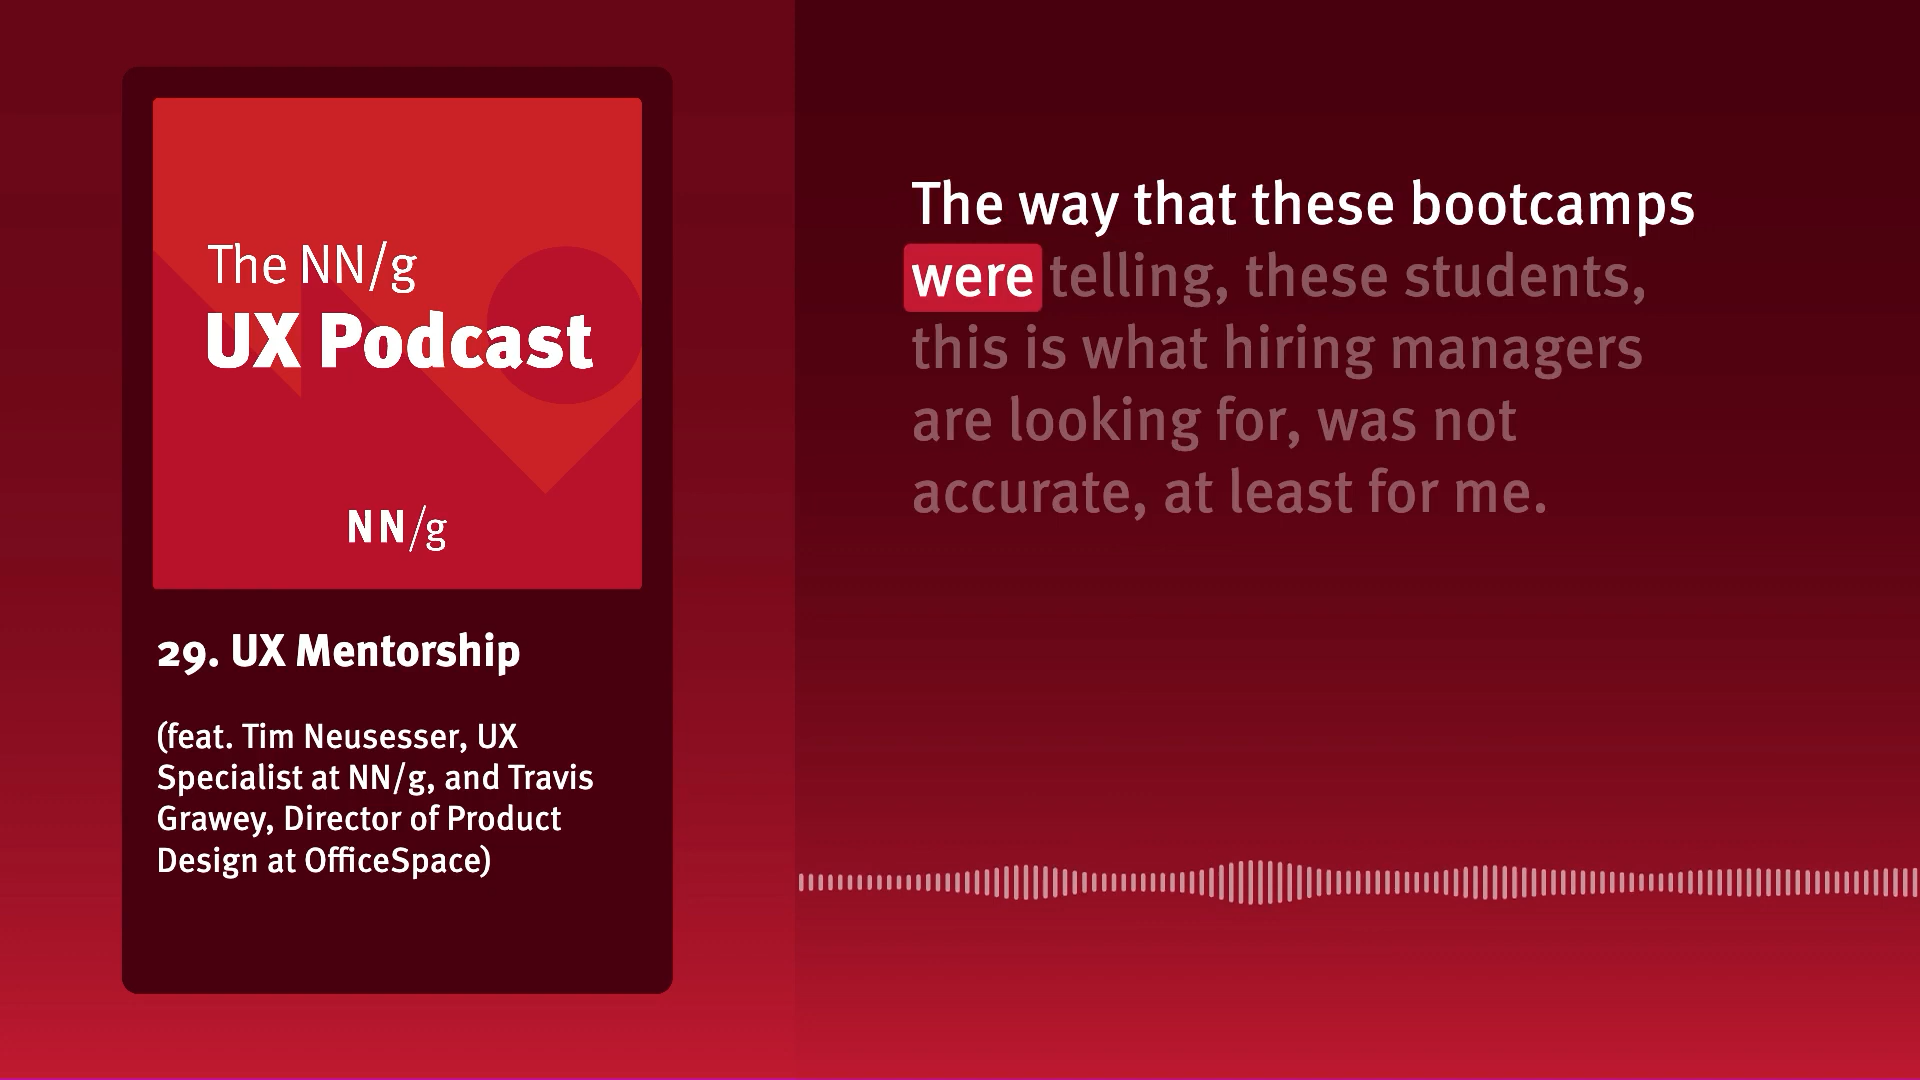 The NN/g
UX Podcast
NN/g
29. UX Mentorship
(feat. Tim Neusesser, UX
Specialist at NN/g, and Travis
Grawey, Director of Product
Design at OfficeSpace)
The way that these bootcamps
were telling, these students,
this is what hiring managers
are looking for, was not
accurate, at least for me.